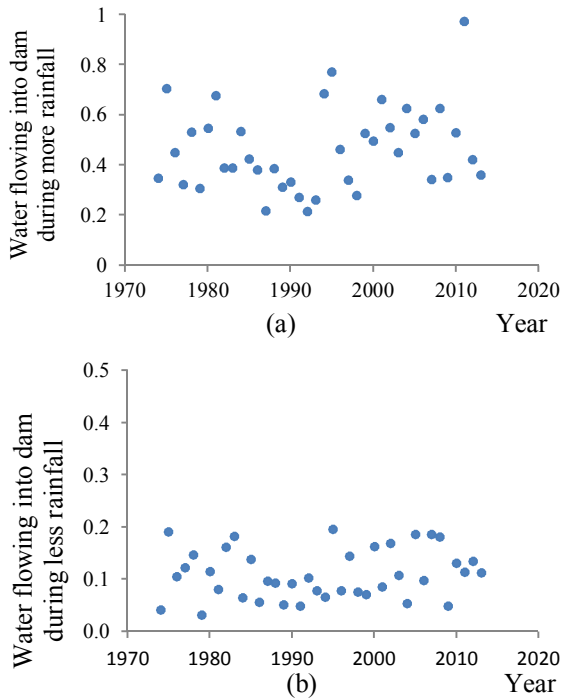 Water flowing into dam
during more rainfall
1
0.8
0.6
0.4
0.2
0
1970 1980 1990 2000 2010 2020
(a) Year
Water flowing into dam
during less rainfall
0.5
0.4
0.3
0.2
0.1
0.0
1970 1980 1990 2000 2010 2020
(b) Year